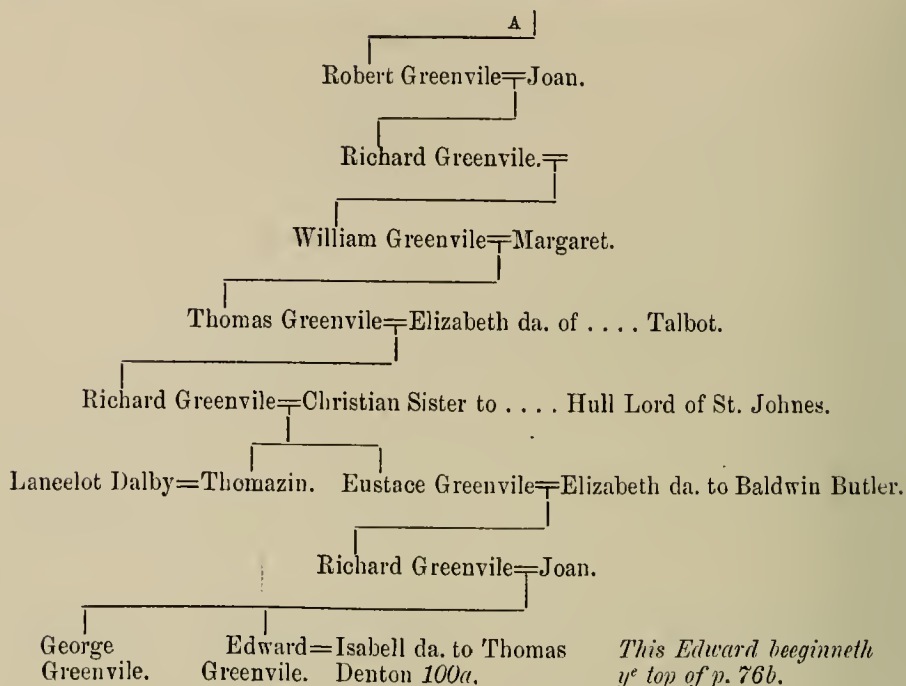 A
Robert Greenvile=Joan.
Richard Greenvile.=
William Greenvile=Margaret.
Thomas Greenvile=Elizabeth da. of . . . . Talbot.
Richard Greenvile=Christian Sister to . . . . Hull Lord of St. Johnes.
Lancelot Dalby=Thomazin. Eustace Greenvile=Elizabeth da. to Baldwin Butler.
Richard Greenvile=Joan.
George Edward=Isabell da. to Thomas This Edward beeginneth
Greenvile. Greenvile. Denton 100a. yᵉ top of p. 76b.